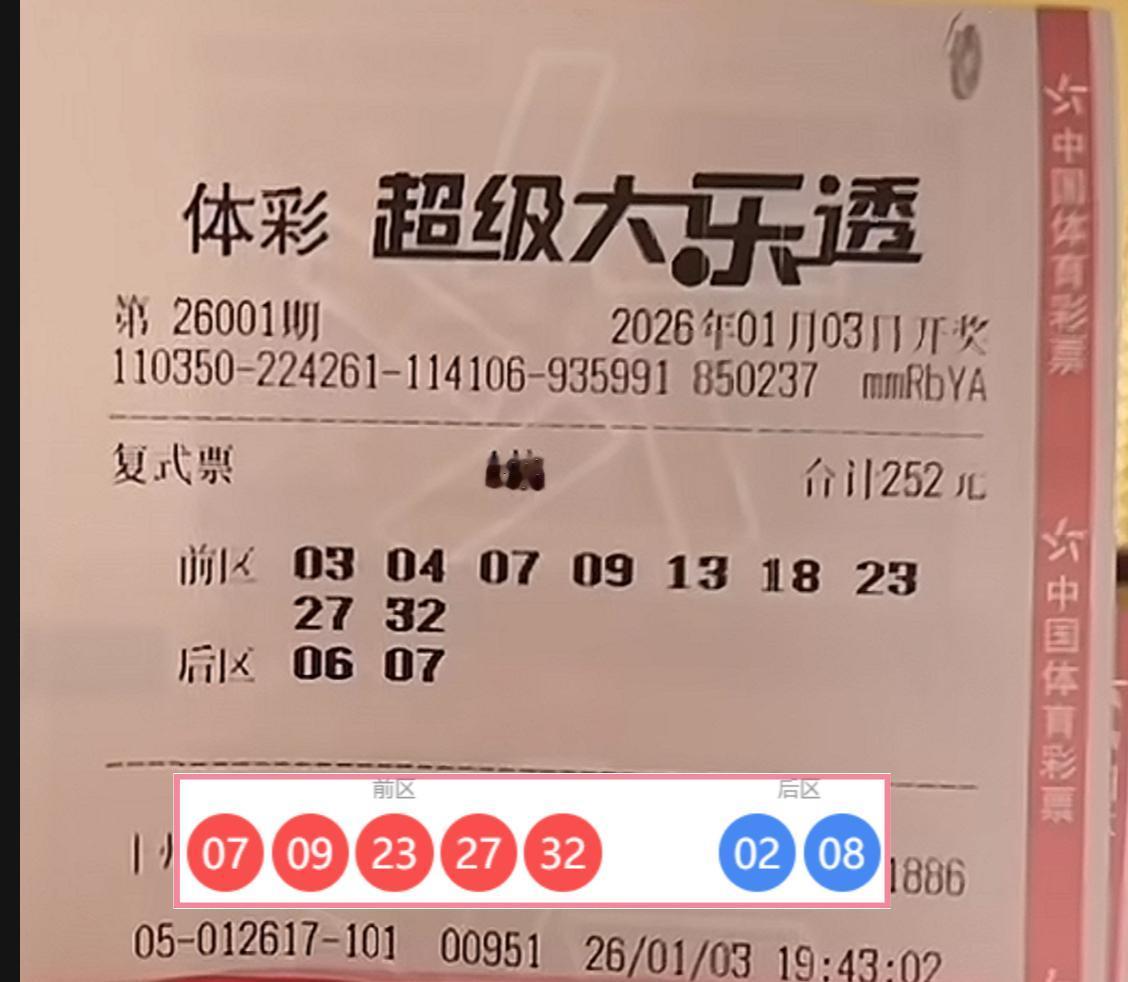 体彩 超级大乐透
第 26001期 2026年01月03日开奖
110350-224261-114106-935991 850237 mmRbYA
复式票 合计252元
前区 03 04 07 09 13 18 23
27 32
后区 06 07
前区 后区
07 09 23 27 32 02 08
1886
05-012617-101 00951 26/01/03 19:43:02
中国体育彩票
中国体育彩票